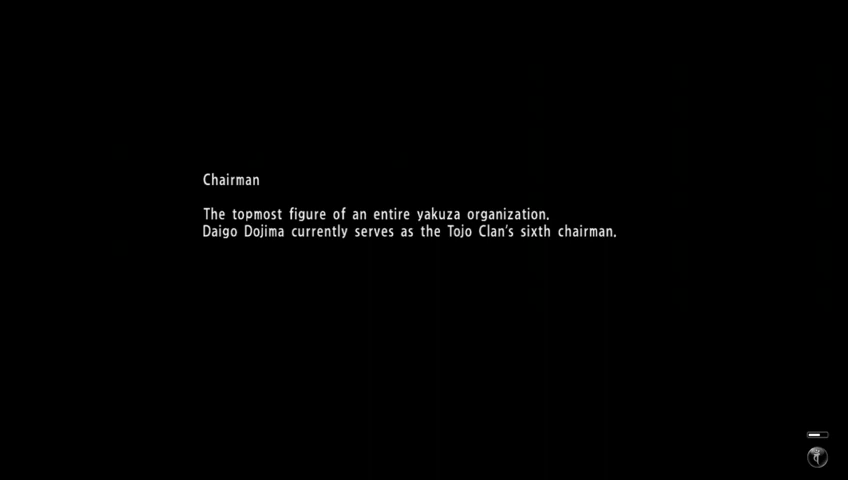 Chairman
The topmost figure of an entire yakuza organization.
Daigo Dojima currently serves as the Tojo Clan's sixth chairman.